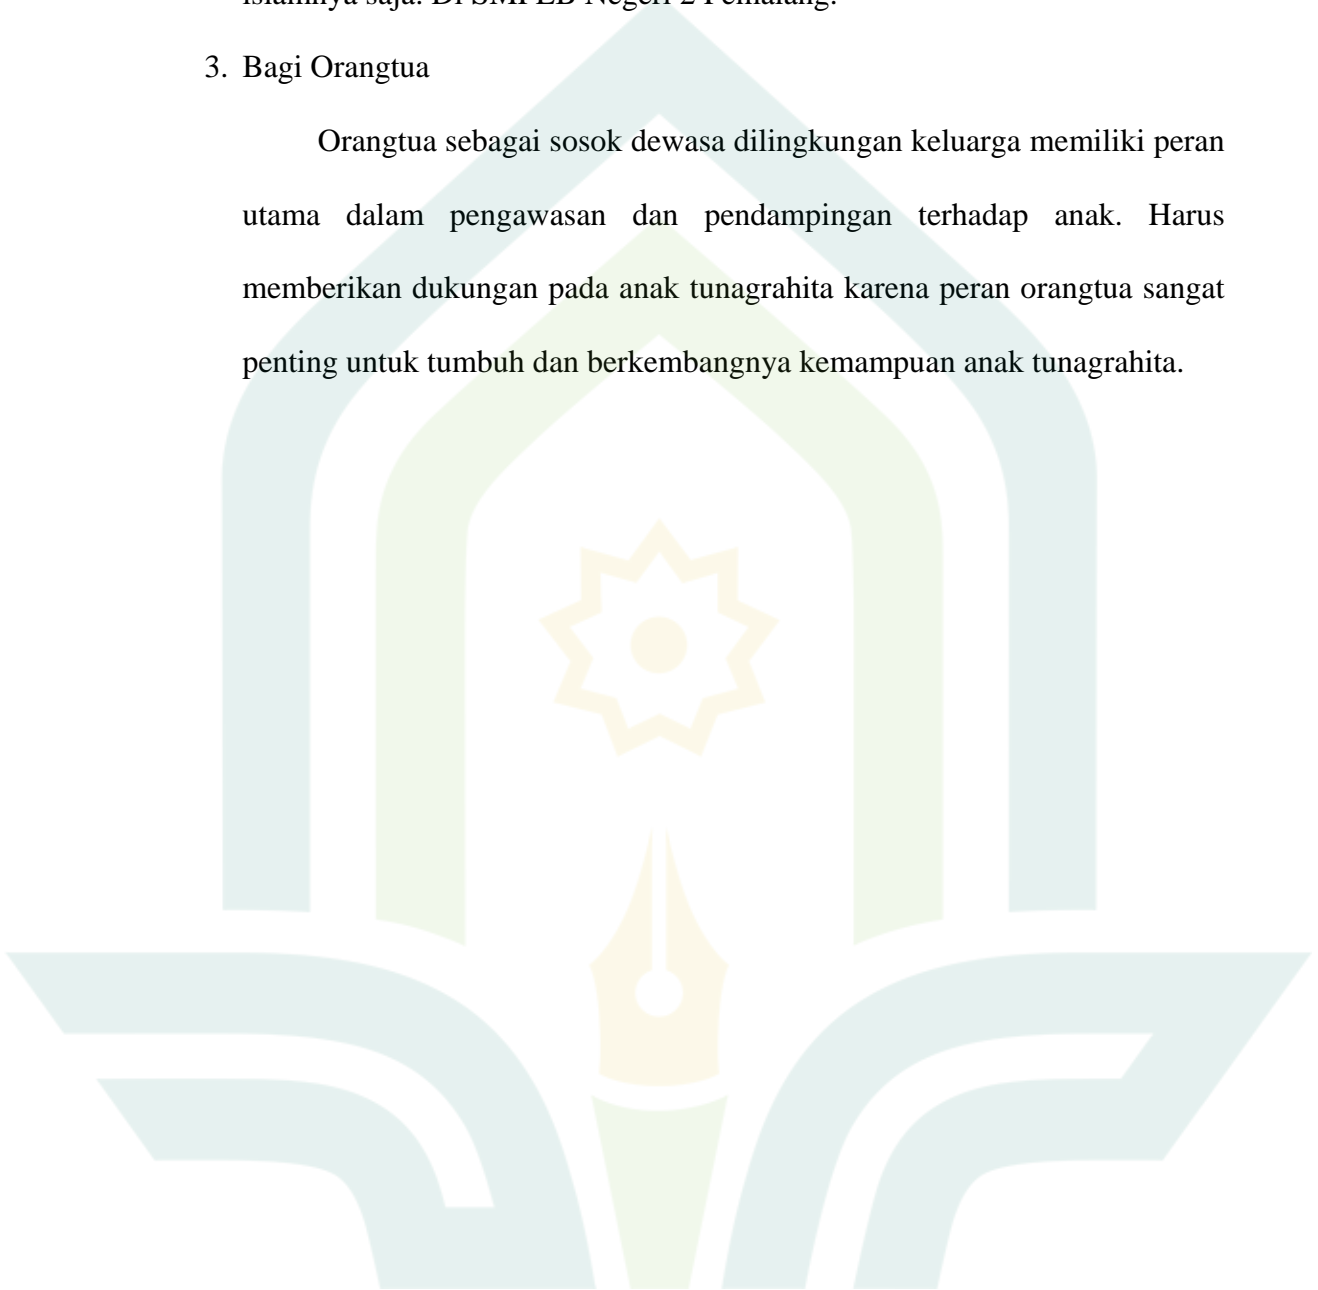 islamnya saja. Di SMPLB Negeri 2 Pemalang.
3. Bagi Orangtua
Orangtua sebagai sosok dewasa dilingkungan keluarga memiliki peran
utama dalam pengawasan dan pendampingan terhadap anak. Harus
memberikan dukungan pada anak tunagrahita karena peran orangtua sangat
penting untuk tumbuh dan berkembangnya kemampuan anak tunagrahita.